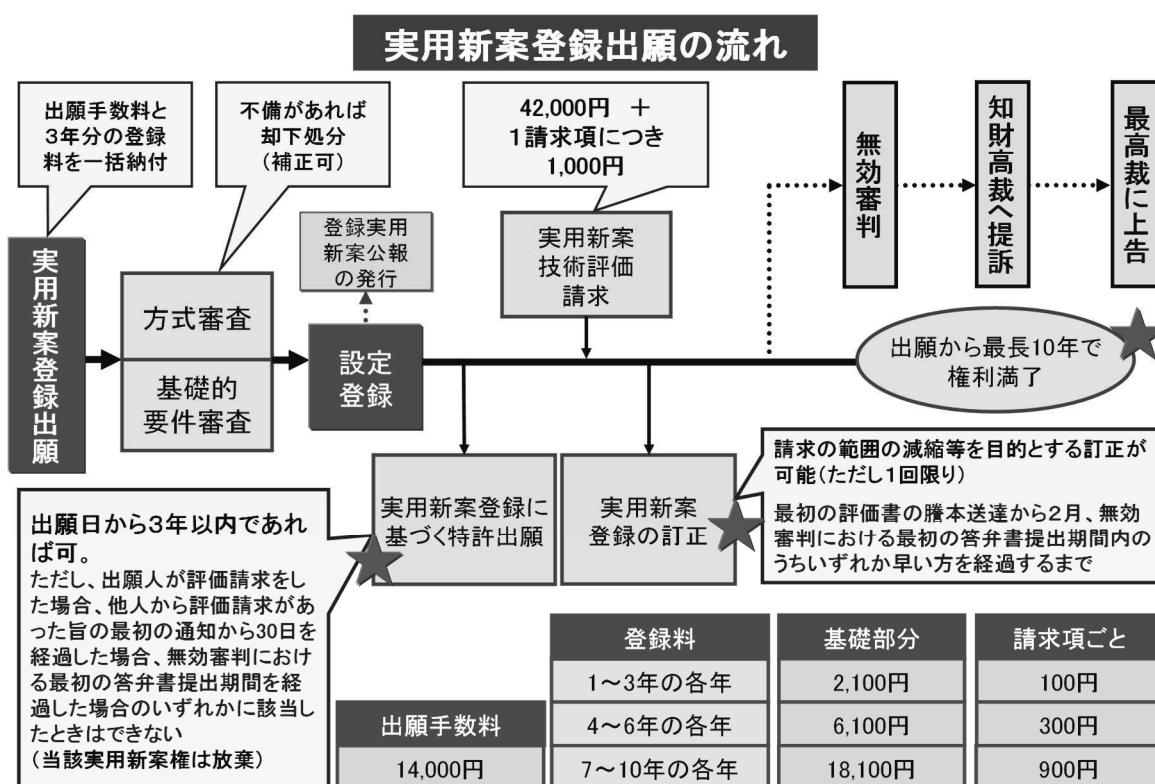 実用新案登録出願の流れ
出願手数料と
3年分の登録
料を一括納付
不備があれば
却下処分
(補正可)
42,000円 ＋
1請求項につき
1,000円
無効審判
知財高裁へ提訴
最高裁に上告
実用新案登録出願
方式審査
基礎的
要件審査
登録実用
新案公報
の発行
設定
登録
実用新案
技術評価
請求
出願から最長10年で
権利満了
実用新案登録に
基づく特許出願
実用新案
登録の訂正
請求の範囲の減縮等を目的とする訂正が
可能(ただし1回限り)
最初の評価書の謄本送達から2月、無効
審判における最初の答弁書提出期間内の
うちいずれか早い方を経過するまで
出願日から3年以内であれ
ば可。
ただし、出願人が評価請求をし
た場合、他人から評価請求があ
った旨の最初の通知から30日を
経過した場合、無効審判におけ
る最初の答弁書提出期間を経
過した場合のいずれかに該当し
たときはできない
(当該実用新案権は放棄)
出願手数料
14,000円
登録料 基礎部分 請求項ごと
1～3年の各年 2,100円 100円
4～6年の各年 6,100円 300円
7～10年の各年 18,100円 900円